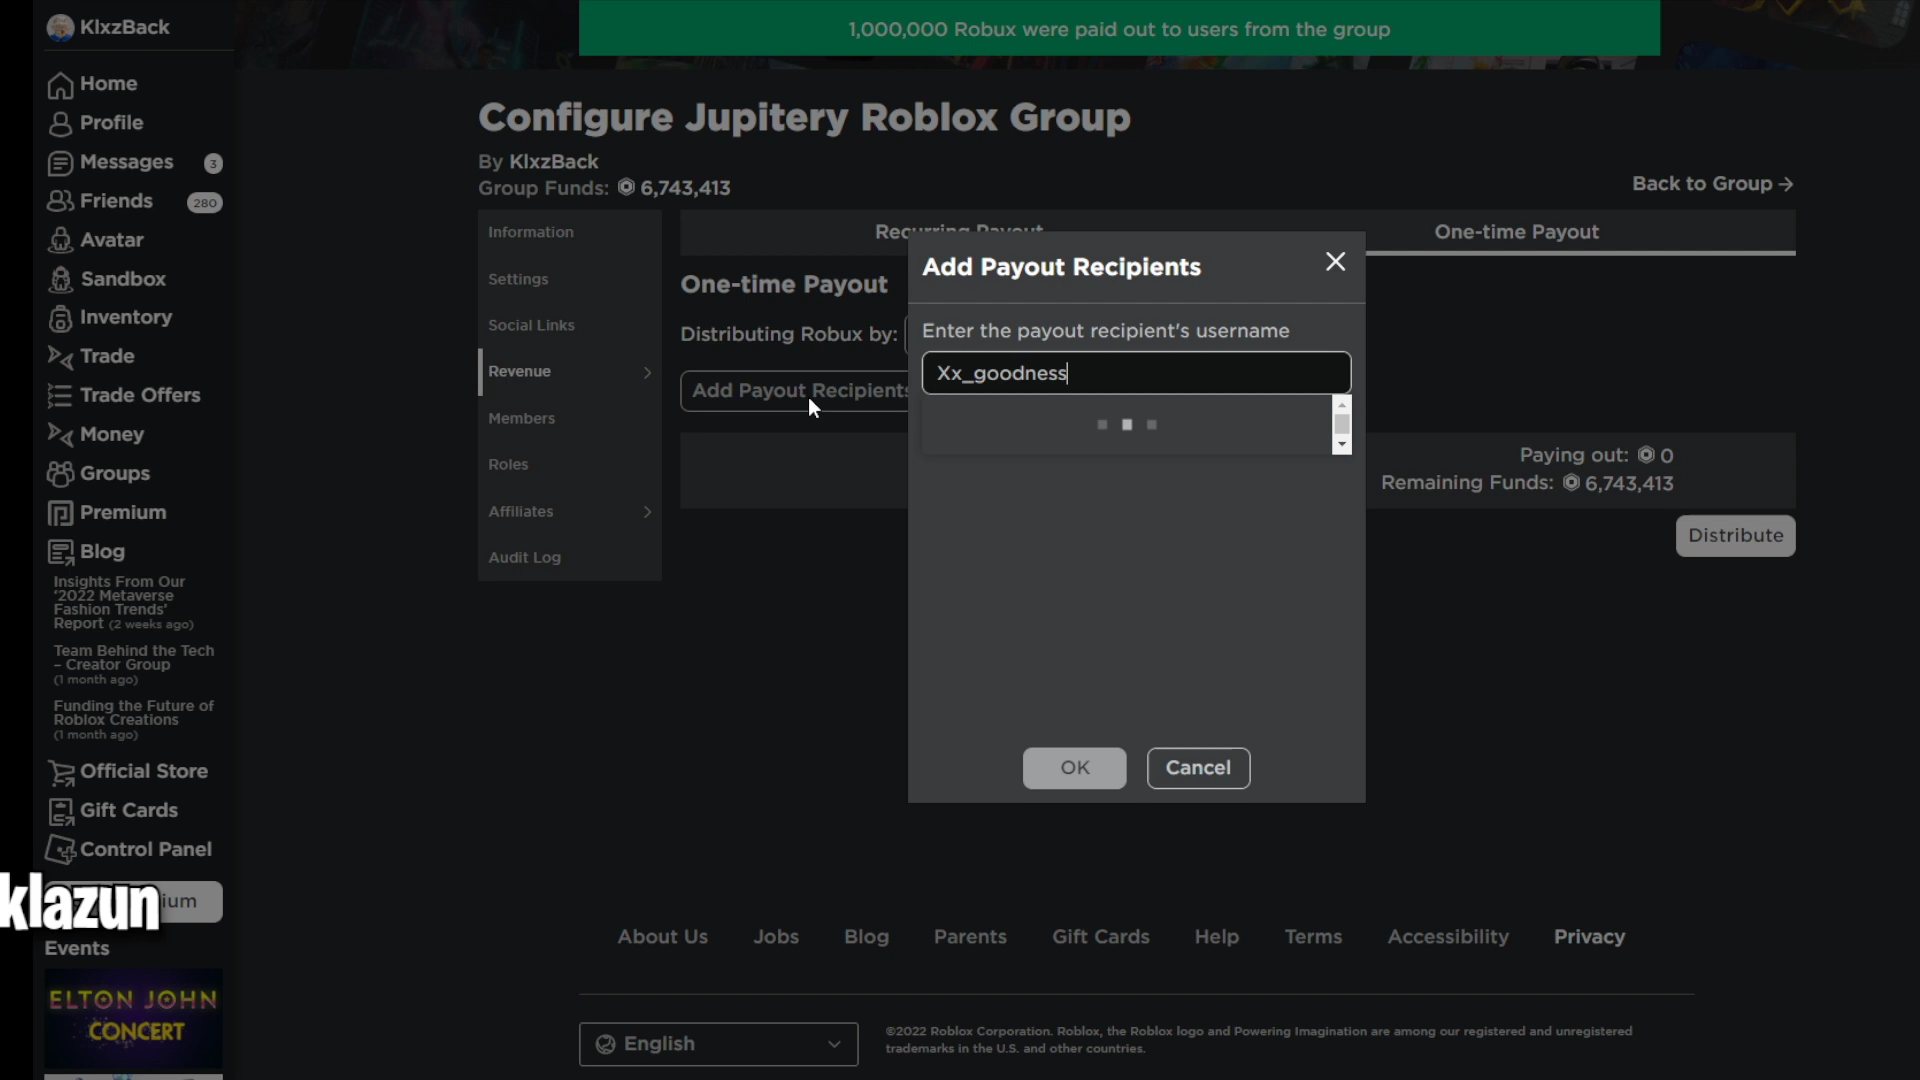 KlxzBack
1,000,000 Robux were paid out to users from the group
Home
Profile
Messages 3
Friends 280
Avatar
Sandbox
Inventory
Trade
Trade Offers
Money
Groups
Premium
Blog
Insights From Our
'2022 Metaverse
Fashion Trends'
Report (2 weeks ago)
Team Behind the Tech
– Creator Group
(1 month ago)
Funding the Future of
Roblox Creations
(1 month ago)
Official Store
Gift Cards
Control Panel
ium
klazun
Events
ELTON JOHN
CONCERT
Configure Jupitery Roblox Group
By KlxzBack
Group Funds: 6,743,413
Back to Group
Information
Settings
Social Links
Revenue
Members
Roles
Affiliates
Audit Log
Recurring Payout
One-time Payout
One-time Payout
Distributing Robux by:
Add Payout Recipients
Add Payout Recipients
Enter the payout recipient's username
Xx_goodness
OK
Cancel
Paying out: 0
Remaining Funds: 6,743,413
Distribute
About Us
Jobs
Blog
Parents
Gift Cards
Help
Terms
Accessibility
Privacy
English
©2022 Roblox Corporation. Roblox, the Roblox logo and Powering Imagination are among our registered and unregistered
trademarks in the U.S. and other countries.